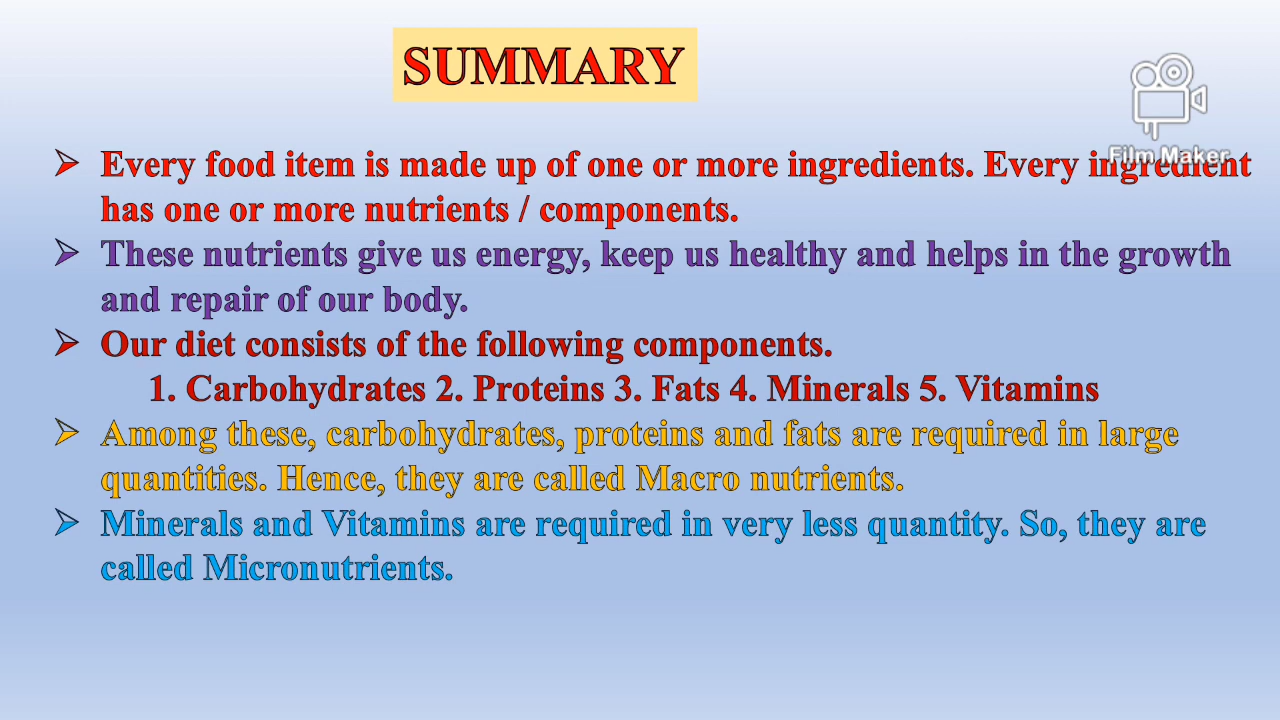 SUMMARY
Film Maker
➢ Every food item is made up of one or more ingredients. Every ingredient
has one or more nutrients / components.
➢ These nutrients give us energy, keep us healthy and helps in the growth
and repair of our body.
➢ Our diet consists of the following components.
1. Carbohydrates 2. Proteins 3. Fats 4. Minerals 5. Vitamins
➢ Among these, carbohydrates, proteins and fats are required in large
quantities. Hence, they are called Macro nutrients.
➢ Minerals and Vitamins are required in very less quantity. So, they are
called Micronutrients.